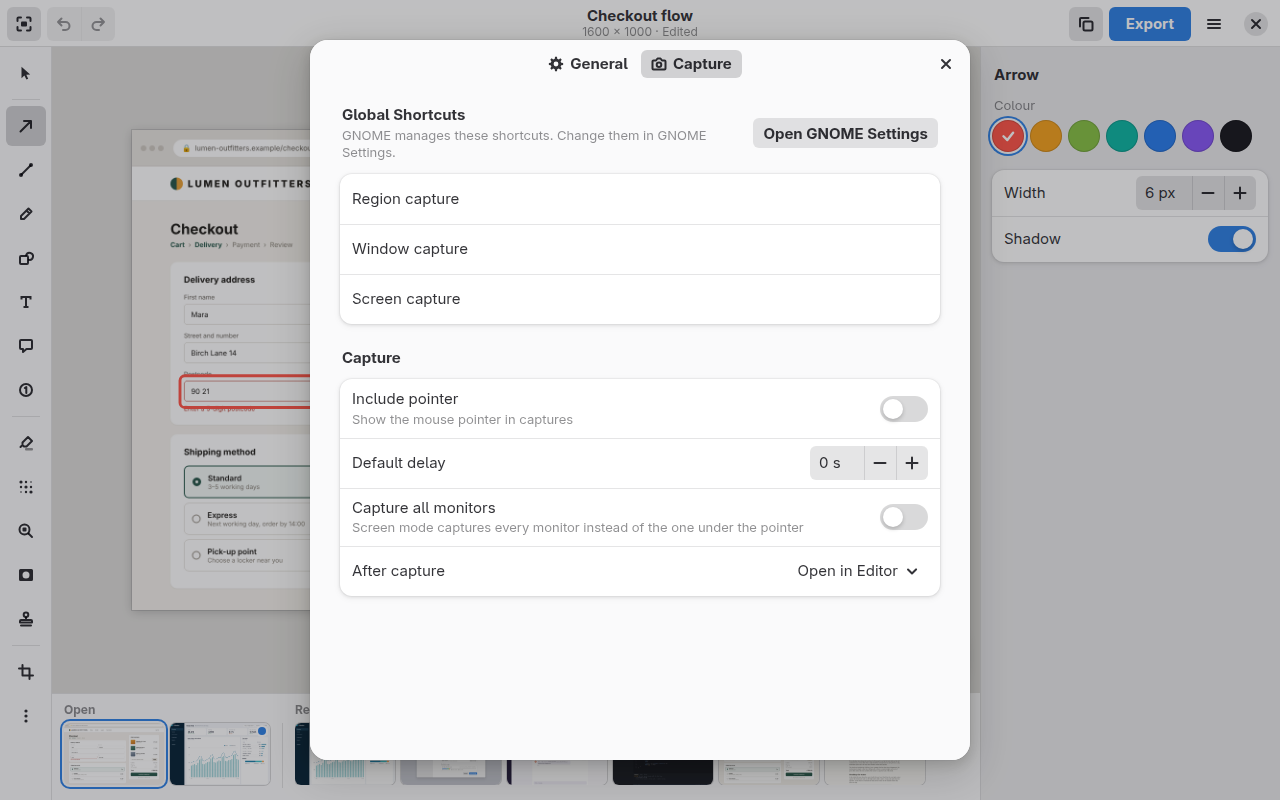 Checkout flow
1600 × 1000 · Edited
Export
General
Capture
Global Shortcuts
GNOME manages these shortcuts. Change them in GNOME
Settings.
Open GNOME Settings
Region capture
Window capture
Screen capture
Capture
Include pointer
Show the mouse pointer in captures
Default delay
0 s
Capture all monitors
Screen mode captures every monitor instead of the one under the pointer
After capture
Open in Editor
Arrow
Colour
Width
6 px
Shadow
lumen-outfitters.example/checkou
LUMEN OUTFITTERS
Checkout
Cart › Delivery › Payment › Review
Delivery address
First name
Mara
Street and number
Birch Lane 14
90 21
Shipping method
Standard
3-5 working days
Express
Next working day, order by 14:00
Pick-up point
Choose a locker near you
Open
Re